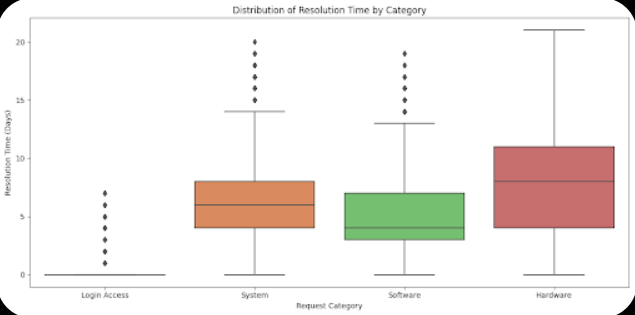 Distribution of Resolution Time by Category
20
15
10
5
0
Resolution Time (Days)
Login Access
System
Software
Hardware
Request Category